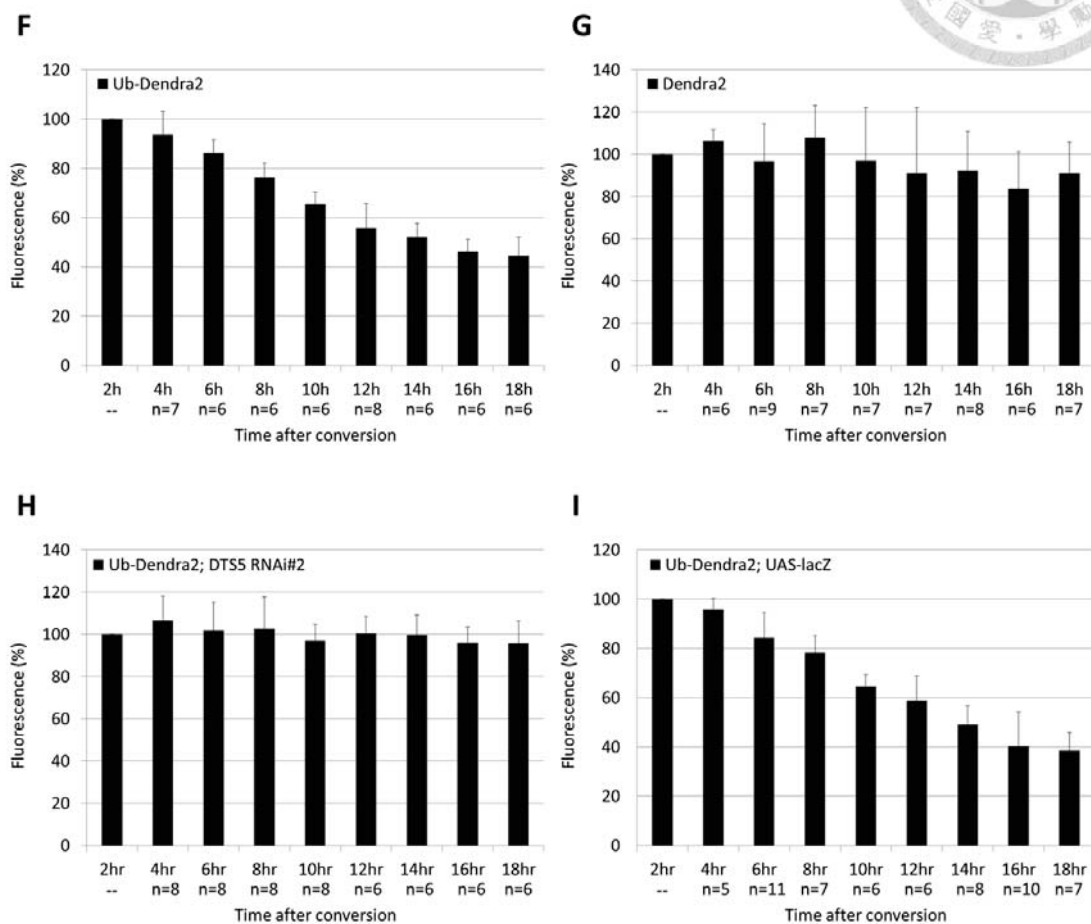 F
Ub-Dendra2
Fluorescence (%)
120
100
80
60
40
20
0
2h 4h 6h 8h 10h 12h 14h 16h 18h
-- n=7 n=6 n=6 n=6 n=8 n=6 n=6 n=6
Time after conversion
G
國愛·學
Dendra2
Fluorescence (%)
140
120
100
80
60
40
20
0
2h 4h 6h 8h 10h 12h 14h 16h 18h
-- n=6 n=9 n=7 n=7 n=7 n=8 n=6 n=7
Time after conversion
H
Ub-Dendra2; DTS5 RNAi#2
Fluorescence (%)
140
120
100
80
60
40
20
0
2hr 4hr 6hr 8hr 10hr 12hr 14hr 16hr 18hr
-- n=8 n=8 n=8 n=8 n=6 n=6 n=6 n=6
Time after conversion
I
Ub-Dendra2; UAS-lacZ
Fluorescence (%)
120
100
80
60
40
20
0
2hr 4hr 6hr 8hr 10hr 12hr 14hr 16hr 18hr
-- n=5 n=11 n=7 n=6 n=6 n=8 n=10 n=7
Time after conversion